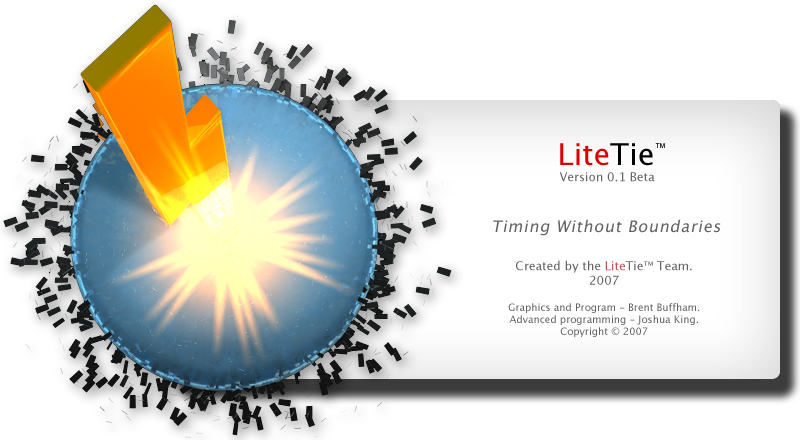 LiteTie™
Version 0.1 Beta
Timing Without Boundaries
Created by the LiteTie™ Team.
2007
Graphics and Program – Brent Buffham.
Advanced programming – Joshua King.
Copyright © 2007